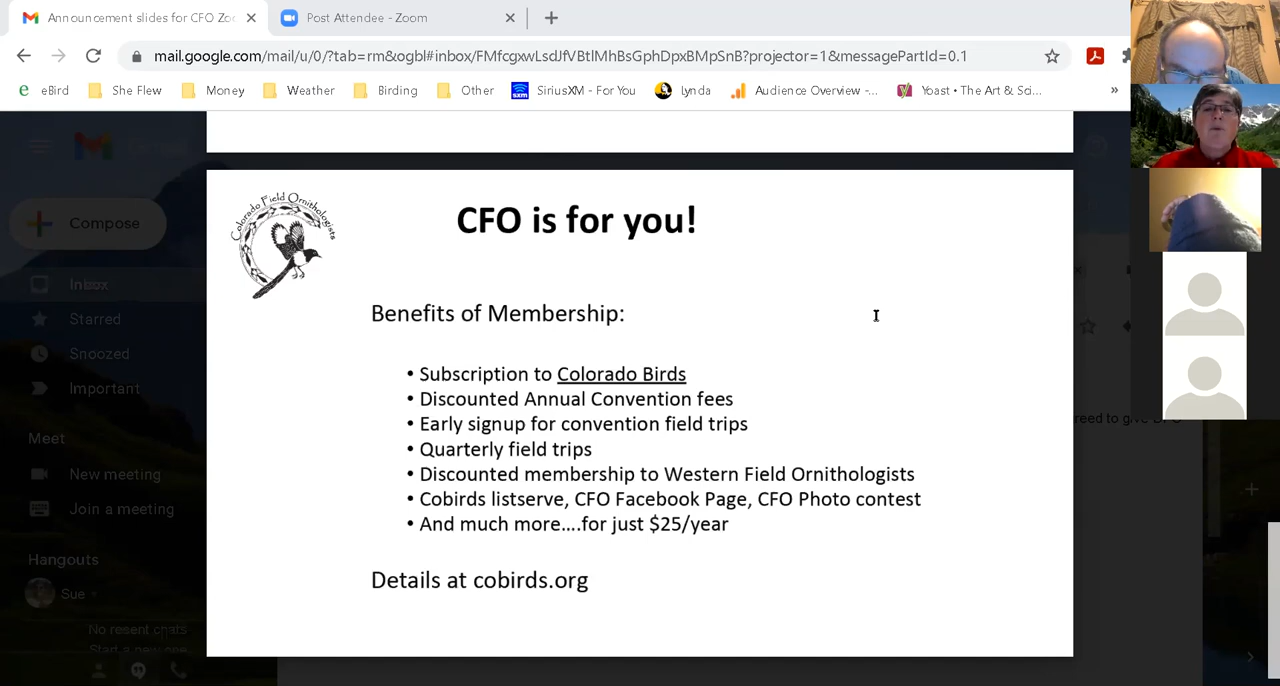 Announcement slides for CFO Zo
Post Attendee - Zoom
mail.google.com/mail/u/0/?tab=rm&ogbl#inbox/FMfcgxwLsdJfVBtlMhBsGphDpxBMpSnB?projector=1&messagePartId=0.1
eBird
She Flew
Money
Weather
Birding
Other
SiriusXM - For You
Lynda
Audience Overview -...
Yoast • The Art & Sci...
»
Compose
Inbox
Starred
Snoozed
Important
Meet
New meeting
Join a meeting
Hangouts
Sue
No recent chats
Start a new one
Colorado Field Ornithologists
CFO is for you!
Benefits of Membership:
• Subscription to Colorado Birds
• Discounted Annual Convention fees
• Early signup for convention field trips
• Quarterly field trips
• Discounted membership to Western Field Ornithologists
• Cobirds listserve, CFO Facebook Page, CFO Photo contest
• And much more....for just $25/year
Details at cobirds.org